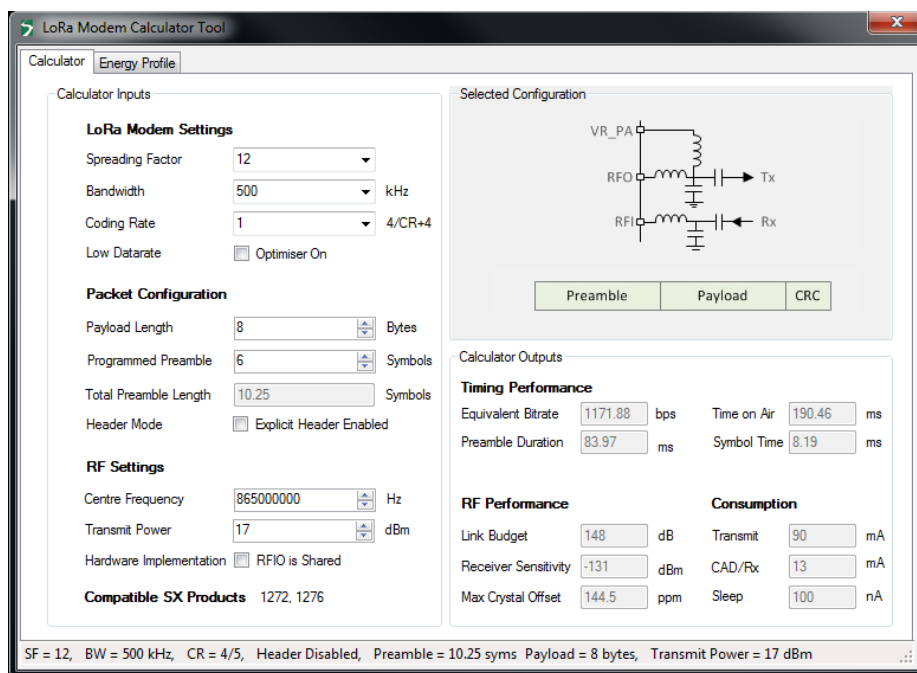 LoRa Modem Calculator Tool
Calculator
Energy Profile
Calculator Inputs
LoRa Modem Settings
Spreading Factor 12
Bandwidth 500 kHz
Coding Rate 1 4/CR+4
Low Datarate Optimiser On
Packet Configuration
Payload Length 8 Bytes
Programmed Preamble 6 Symbols
Total Preamble Length 10.25 Symbols
Header Mode Explicit Header Enabled
RF Settings
Centre Frequency 865000000 Hz
Transmit Power 17 dBm
Hardware Implementation RFIO is Shared
Compatible SX Products 1272, 1276
Selected Configuration
VR_PA
RFO Tx
RFI Rx
Preamble Payload CRC
Calculator Outputs
Timing Performance
Equivalent Bitrate 1171.88 bps Time on Air 190.46 ms
Preamble Duration 83.97 ms Symbol Time 8.19 ms
RF Performance Consumption
Link Budget 148 dB Transmit 90 mA
Receiver Sensitivity -131 dBm CAD/Rx 13 mA
Max Crystal Offset 144.5 ppm Sleep 100 nA
SF = 12, BW = 500 kHz, CR = 4/5, Header Disabled, Preamble = 10.25 syms Payload = 8 bytes, Transmit Power = 17 dBm